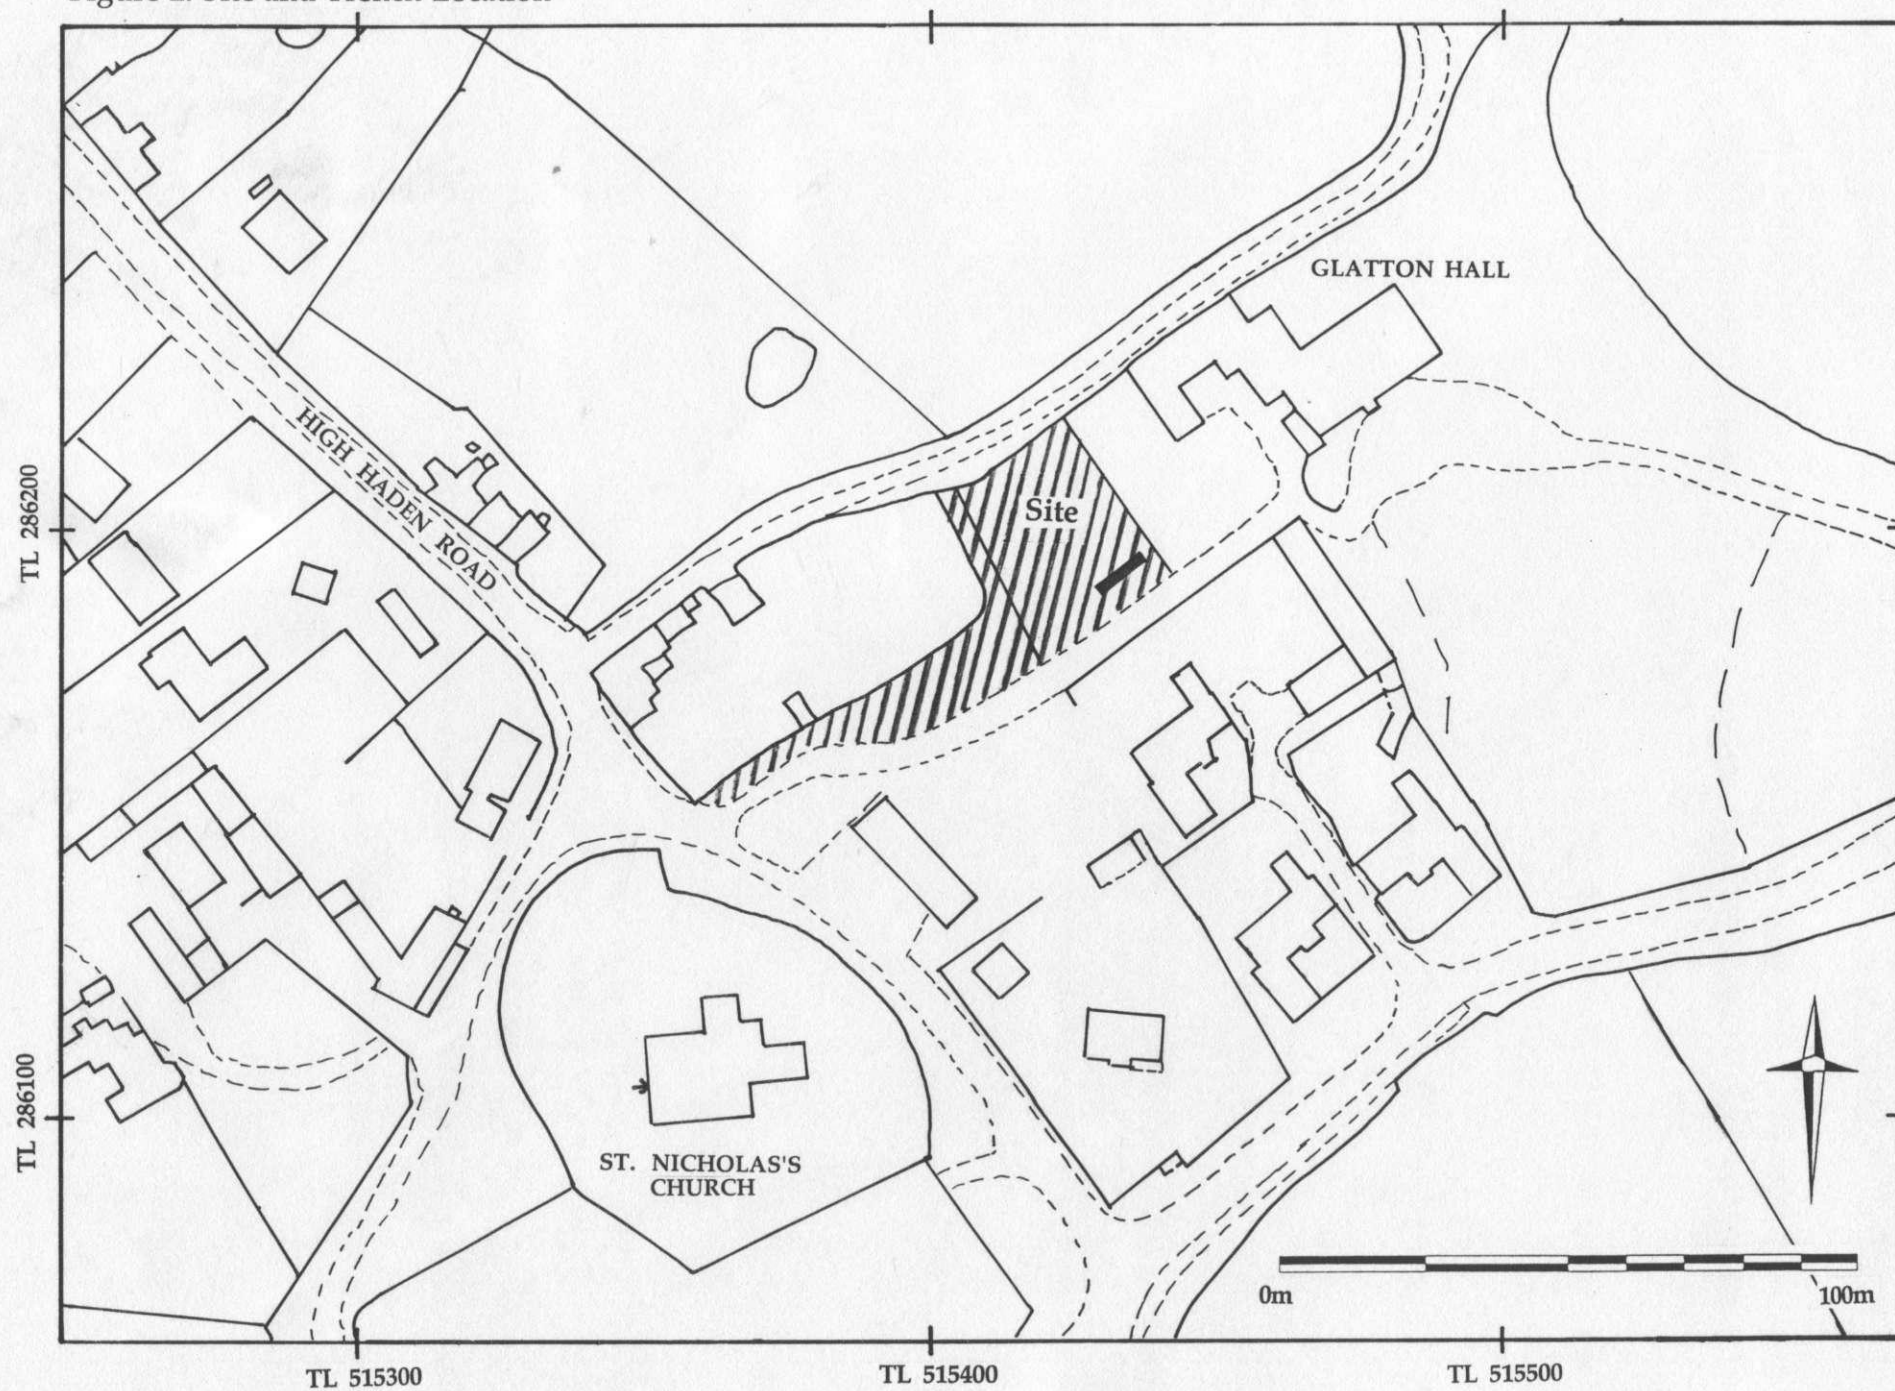 GLATTON HALL
HIGH HADEN ROAD
Site
TL 286200
TL 286100
ST. NICHOLAS'S
CHURCH
0m
100m
TL 515300
TL 515400
TL 515500